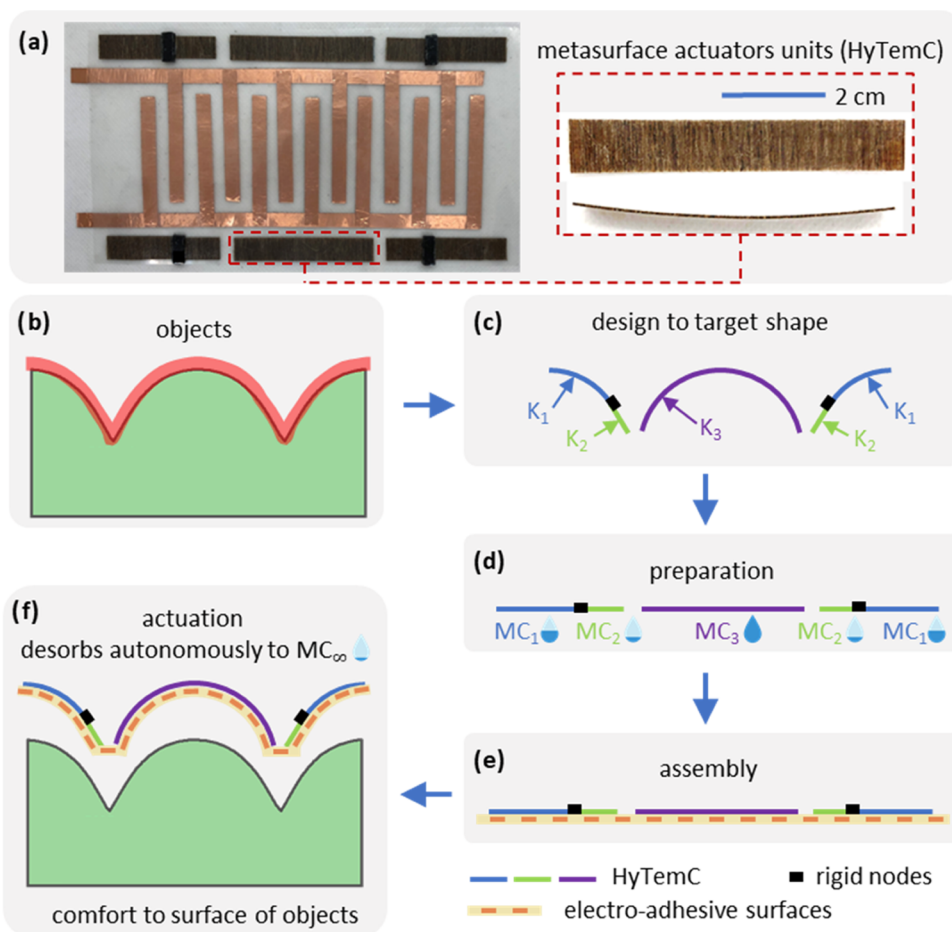 (a)
metasurface actuators units (HyTemC)
2 cm
(b)
objects
(c)
design to target shape
K₁
K₂
K₃
K₂
K₁
(d)
preparation
MC₁ MC₂ MC₃ MC₂ MC₁
(e)
assembly
(f)
actuation
desorbs autonomously to MC∞
comfort to surface of objects
HyTemC
rigid nodes
electro-adhesive surfaces